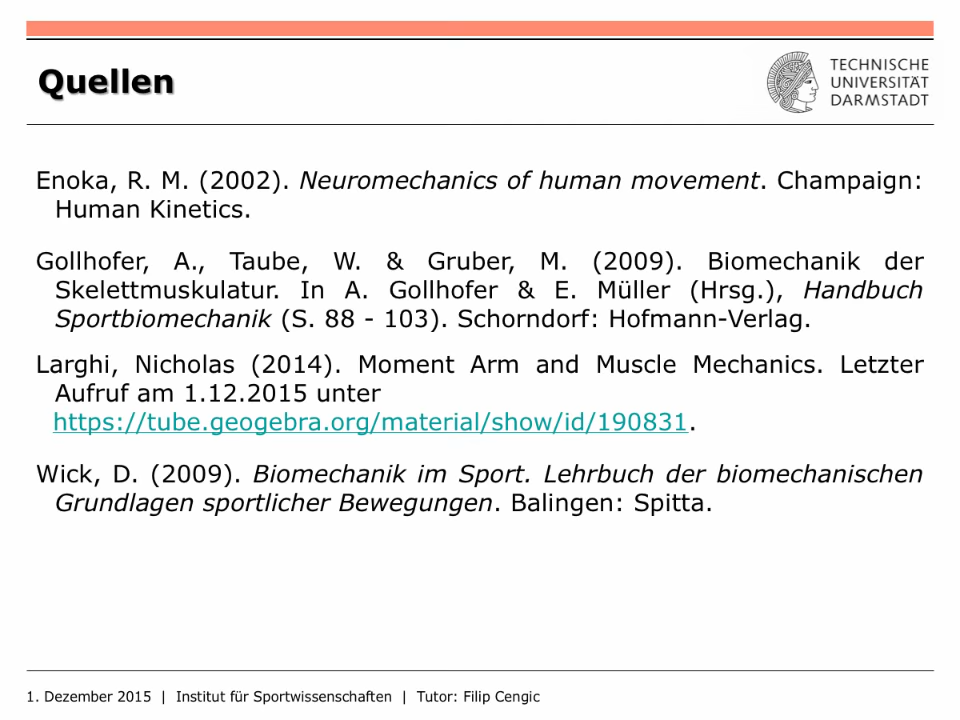 Quellen
TECHNISCHE
UNIVERSITÄT
DARMSTADT
Enoka, R. M. (2002). Neuromechanics of human movement. Champaign:
Human Kinetics.
Gollhofer, A., Taube, W. & Gruber, M. (2009). Biomechanik der
Skelettmuskulatur. In A. Gollhofer & E. Müller (Hrsg.), Handbuch
Sportbiomechanik (S. 88 - 103). Schorndorf: Hofmann-Verlag.
Larghi, Nicholas (2014). Moment Arm and Muscle Mechanics. Letzter
Aufruf am 1.12.2015 unter
https://tube.geogebra.org/material/show/id/190831.
Wick, D. (2009). Biomechanik im Sport. Lehrbuch der biomechanischen
Grundlagen sportlicher Bewegungen. Balingen: Spitta.
1. Dezember 2015 | Institut für Sportwissenschaften | Tutor: Filip Cengic